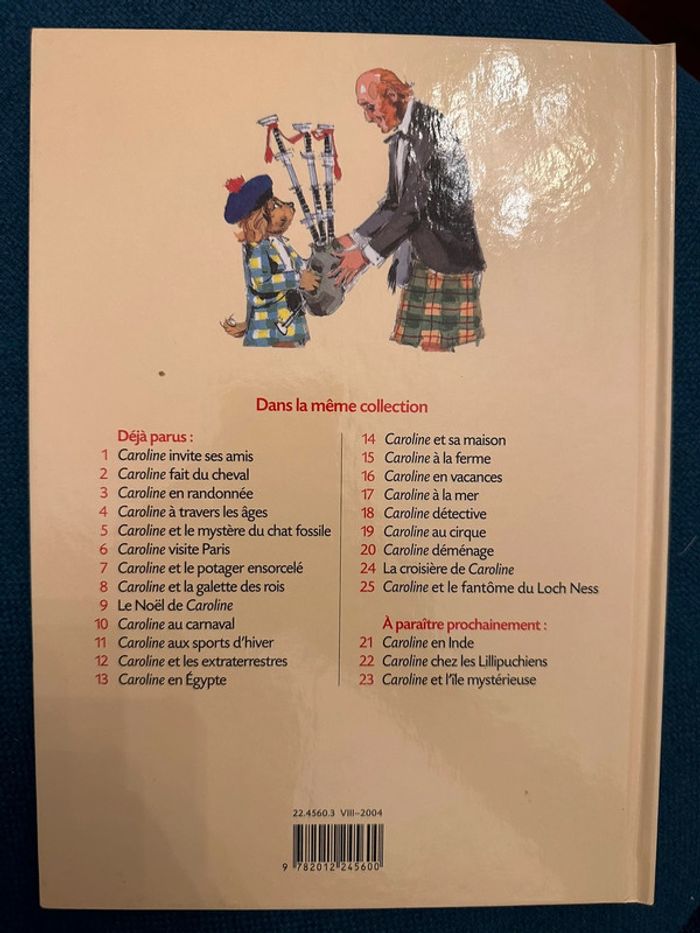 Dans la même collection
Déjà parus :
1 Caroline invite ses amis
2 Caroline fait du cheval
3 Caroline en randonnée
4 Caroline à travers les âges
5 Caroline et le mystère du chat fossile
6 Caroline visite Paris
7 Caroline et le potager ensorcelé
8 Caroline et la galette des rois
9 Le Noël de Caroline
10 Caroline au carnaval
11 Caroline aux sports d'hiver
12 Caroline et les extraterrestres
13 Caroline en Égypte
14 Caroline et sa maison
15 Caroline à la ferme
16 Caroline en vacances
17 Caroline à la mer
18 Caroline détective
19 Caroline au cirque
20 Caroline déménage
24 La croisière de Caroline
25 Caroline et le fantôme du Loch Ness
À paraître prochainement :
21 Caroline en Inde
22 Caroline chez les Lillipuchiens
23 Caroline et l'île mystérieuse
22.4560.3 VIII–2004
9 782012 245600